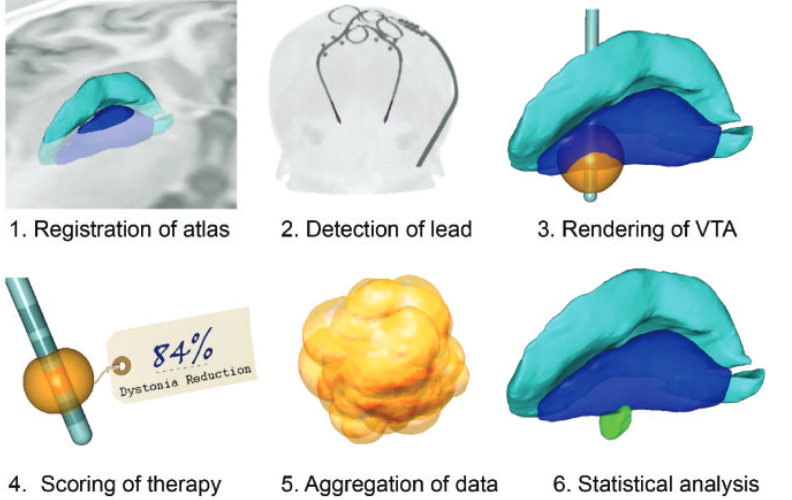 1. Registration of atlas
2. Detection of lead
3. Rendering of VTA
84%
Dystonia Reduction
4. Scoring of therapy
5. Aggregation of data
6. Statistical analysis